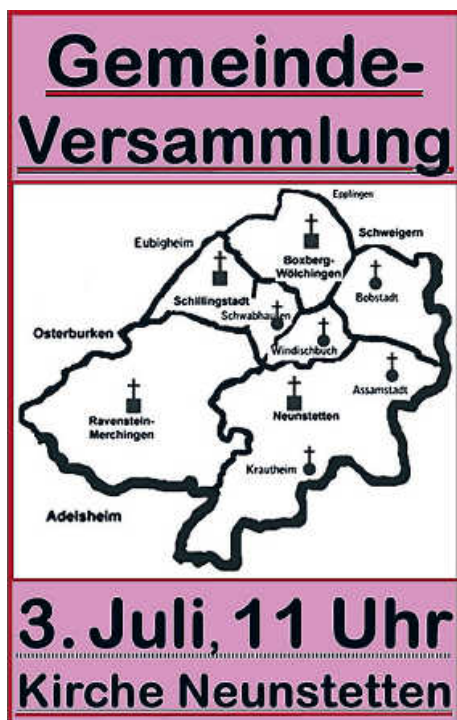 Gemeinde-
Versammlung
Epplingen
Schweigern
Eubigheim
Boxberg-
Wölchingen
Bobstadt
Schillingstadt
Schwabhausen
Osterburken
Windischbuch
Assamstadt
Neunstetten
Ravenstein-
Merchingen
Krautheim
Adelsheim
3. Juli, 11 Uhr
Kirche Neunstetten